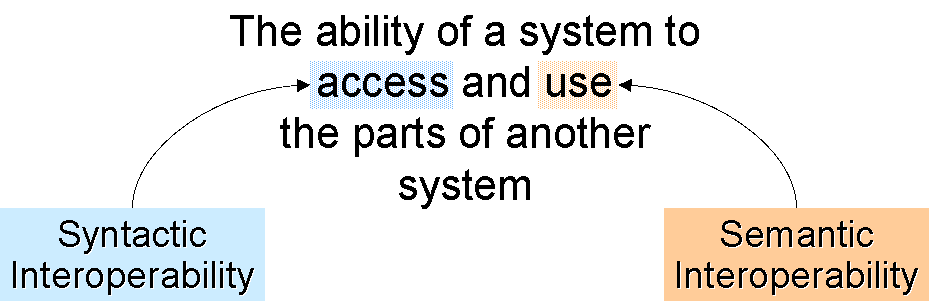 The ability of a system to
access and use
the parts of another
system
Syntactic
Interoperability
Semantic
Interoperability